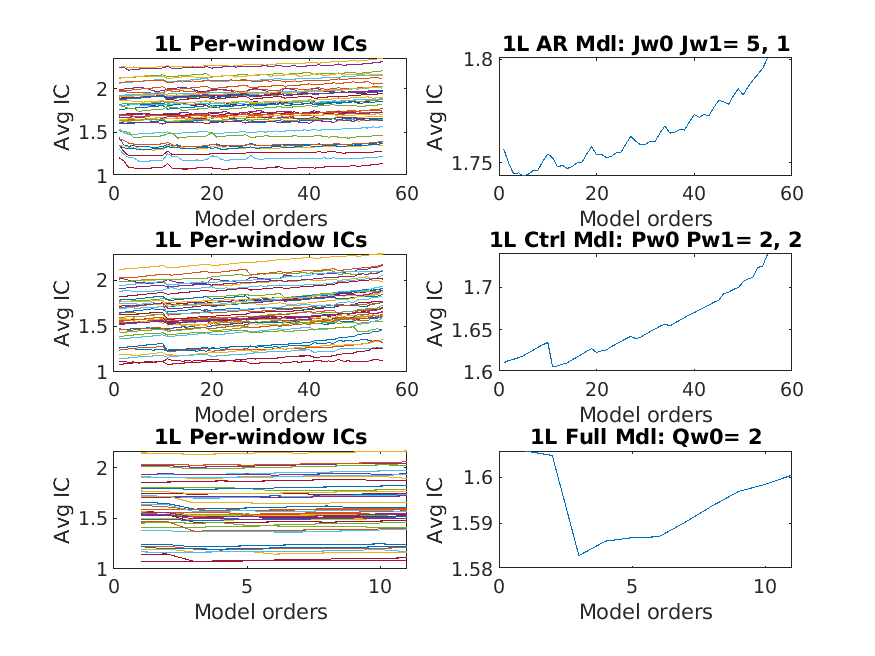 1L Per-window ICs
Avg IC
2
1.5
1
0
20
40
60
Model orders
1L AR Mdl: Jw0 Jw1= 5, 1
Avg IC
1.8
1.75
0
20
40
60
Model orders
1L Per-window ICs
Avg IC
2
1.5
1
0
20
40
60
Model orders
1L Ctrl Mdl: Pw0 Pw1= 2, 2
Avg IC
1.7
1.65
1.6
0
20
40
60
Model orders
1L Per-window ICs
Avg IC
2
1.5
1
0
5
10
Model orders
1L Full Mdl: Qw0= 2
Avg IC
1.6
1.59
1.58
0
5
10
Model orders